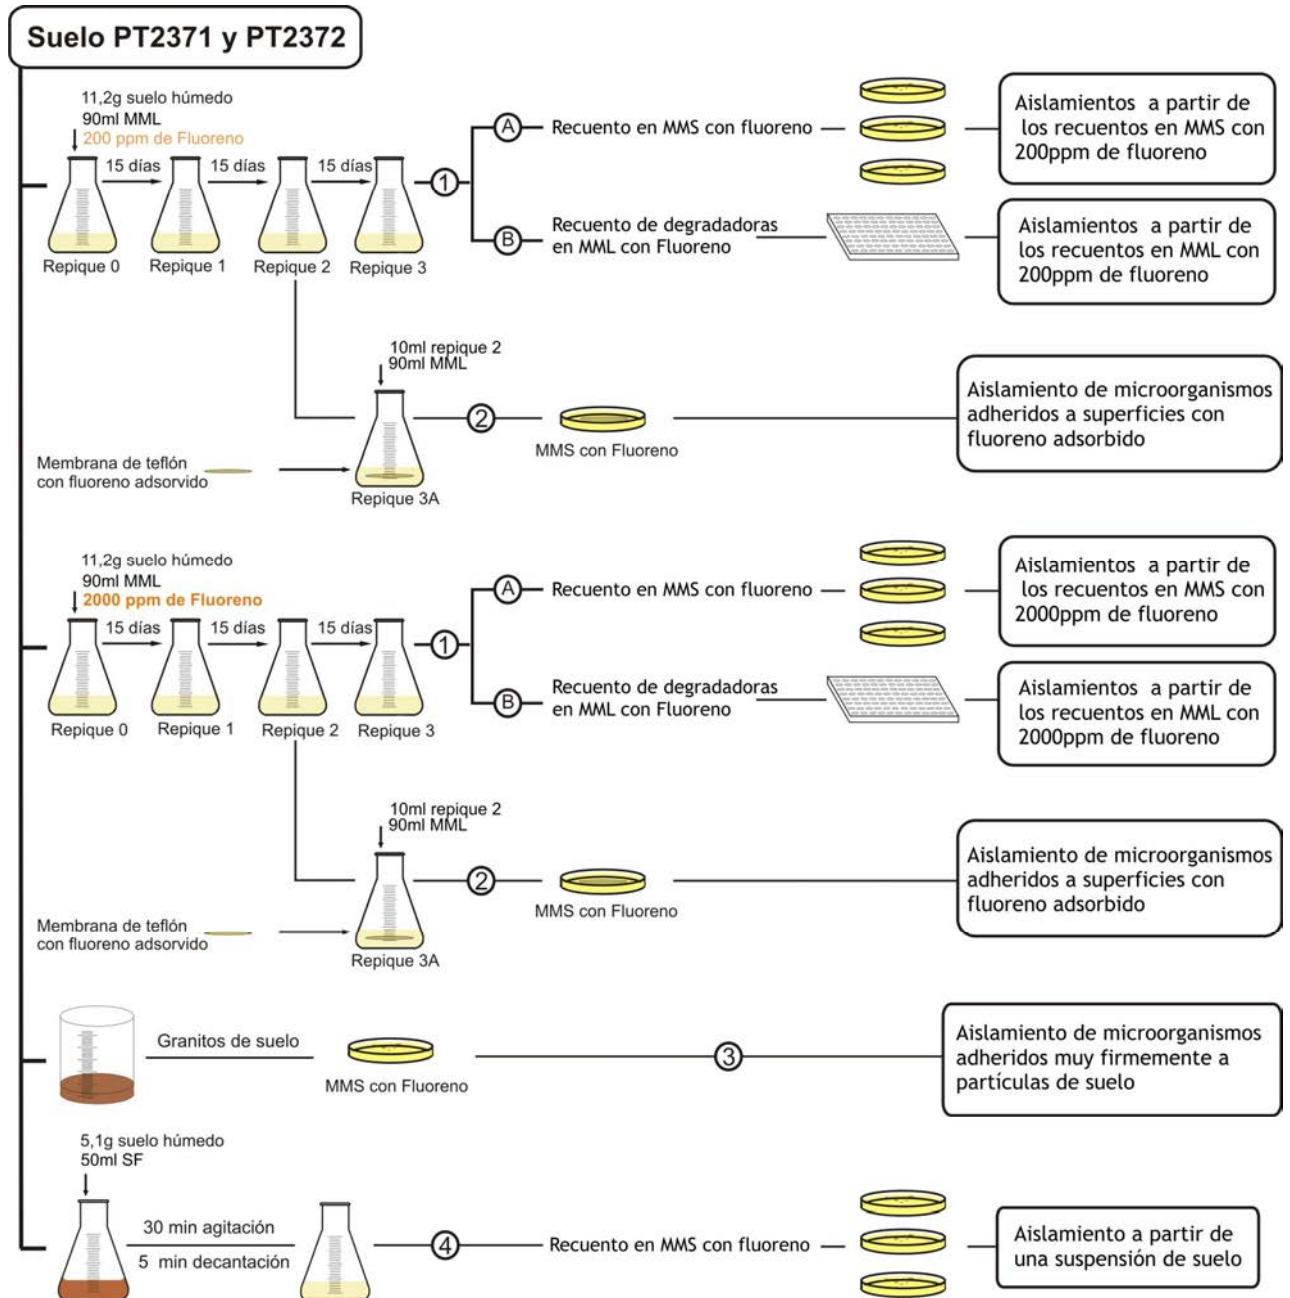 Suelo PT2371 y PT2372
11,2g suelo húmedo
90ml MML
200 ppm de Fluoreno
15 días
15 días
15 días
Repique 0
Repique 1
Repique 2
Repique 3
1
A
Recuento en MMS con fluoreno
Aislamientos a partir de
los recuentos en MMS con
200ppm de fluoreno
B
Recuento de degradadoras
en MML con Fluoreno
Aislamientos a partir de
los recuentos en MML con
200ppm de fluoreno
10ml repique 2
90ml MML
Membrana de teflón
con fluoreno adsorvido
Repique 3A
2
MMS con Fluoreno
Aislamiento de microorganismos
adheridos a superficies con
fluoreno adsorbido
11,2g suelo húmedo
90ml MML
2000 ppm de Fluoreno
15 días
15 días
15 días
Repique 0
Repique 1
Repique 2
Repique 3
1
A
Recuento en MMS con fluoreno
Aislamientos a partir de
los recuentos en MMS con
2000ppm de fluoreno
B
Recuento de degradadoras
en MML con Fluoreno
Aislamientos a partir de
los recuentos en MML con
2000ppm de fluoreno
10ml repique 2
90ml MML
Membrana de teflón
con fluoreno adsorvido
Repique 3A
2
MMS con Fluoreno
Aislamiento de microorganismos
adheridos a superficies con
fluoreno adsorbido
Granitos de suelo
MMS con Fluoreno
3
Aislamiento de microorganismos
adheridos muy firmemente a
partículas de suelo
5,1g suelo húmedo
50ml SF
30 min agitación
5 min decantación
4
Recuento en MMS con fluoreno
Aislamiento a partir de
una suspensión de suelo